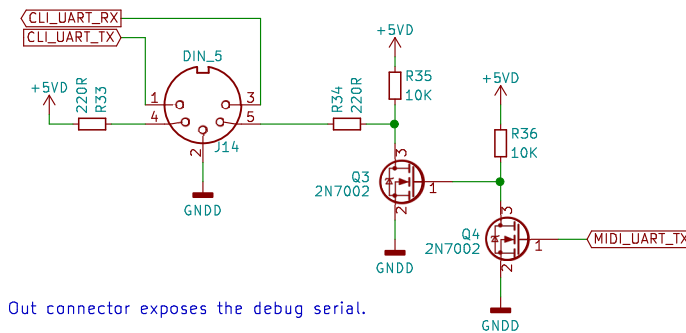 CLI_UART_RX
CLI_UART_TX
DIN_5
+5VD
220R
R33
1
3
4
5
2
J14
GNDD
R34
220R
+5VD
R35
10K
+5VD
R36
10K
3
Q3
2N7002
1
2
GNDD
3
Q4
2N7002
1
2
MIDI_UART_TX
GNDD
Out connector exposes the debug serial.